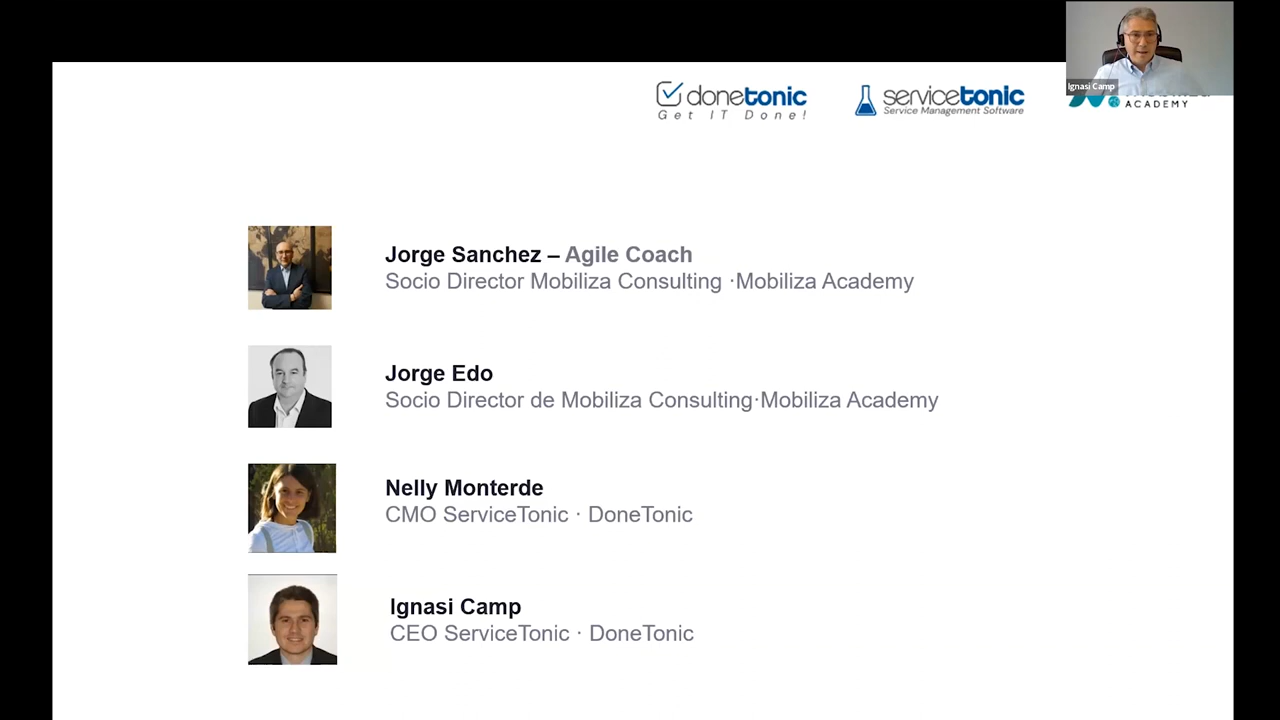 donetonic
Get IT Done!
servicetonic
Service Management Software
ACADEMY
Ignasi Camp
Jorge Sanchez – Agile Coach
Socio Director Mobiliza Consulting ·Mobiliza Academy
Jorge Edo
Socio Director de Mobiliza Consulting·Mobiliza Academy
Nelly Monterde
CMO ServiceTonic · DoneTonic
Ignasi Camp
CEO ServiceTonic · DoneTonic